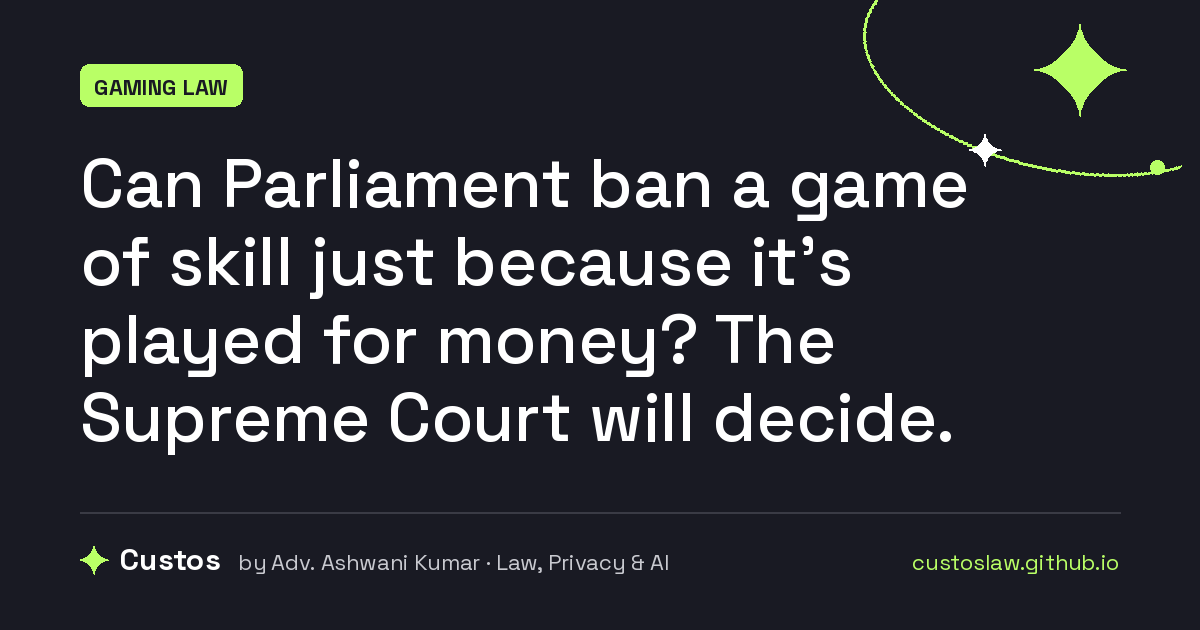 GAMING LAW
Can Parliament ban a game
of skill just because it’s
played for money? The
Supreme Court will decide.
Custos by Adv. Ashwani Kumar · Law, Privacy & AI custoslaw.github.io